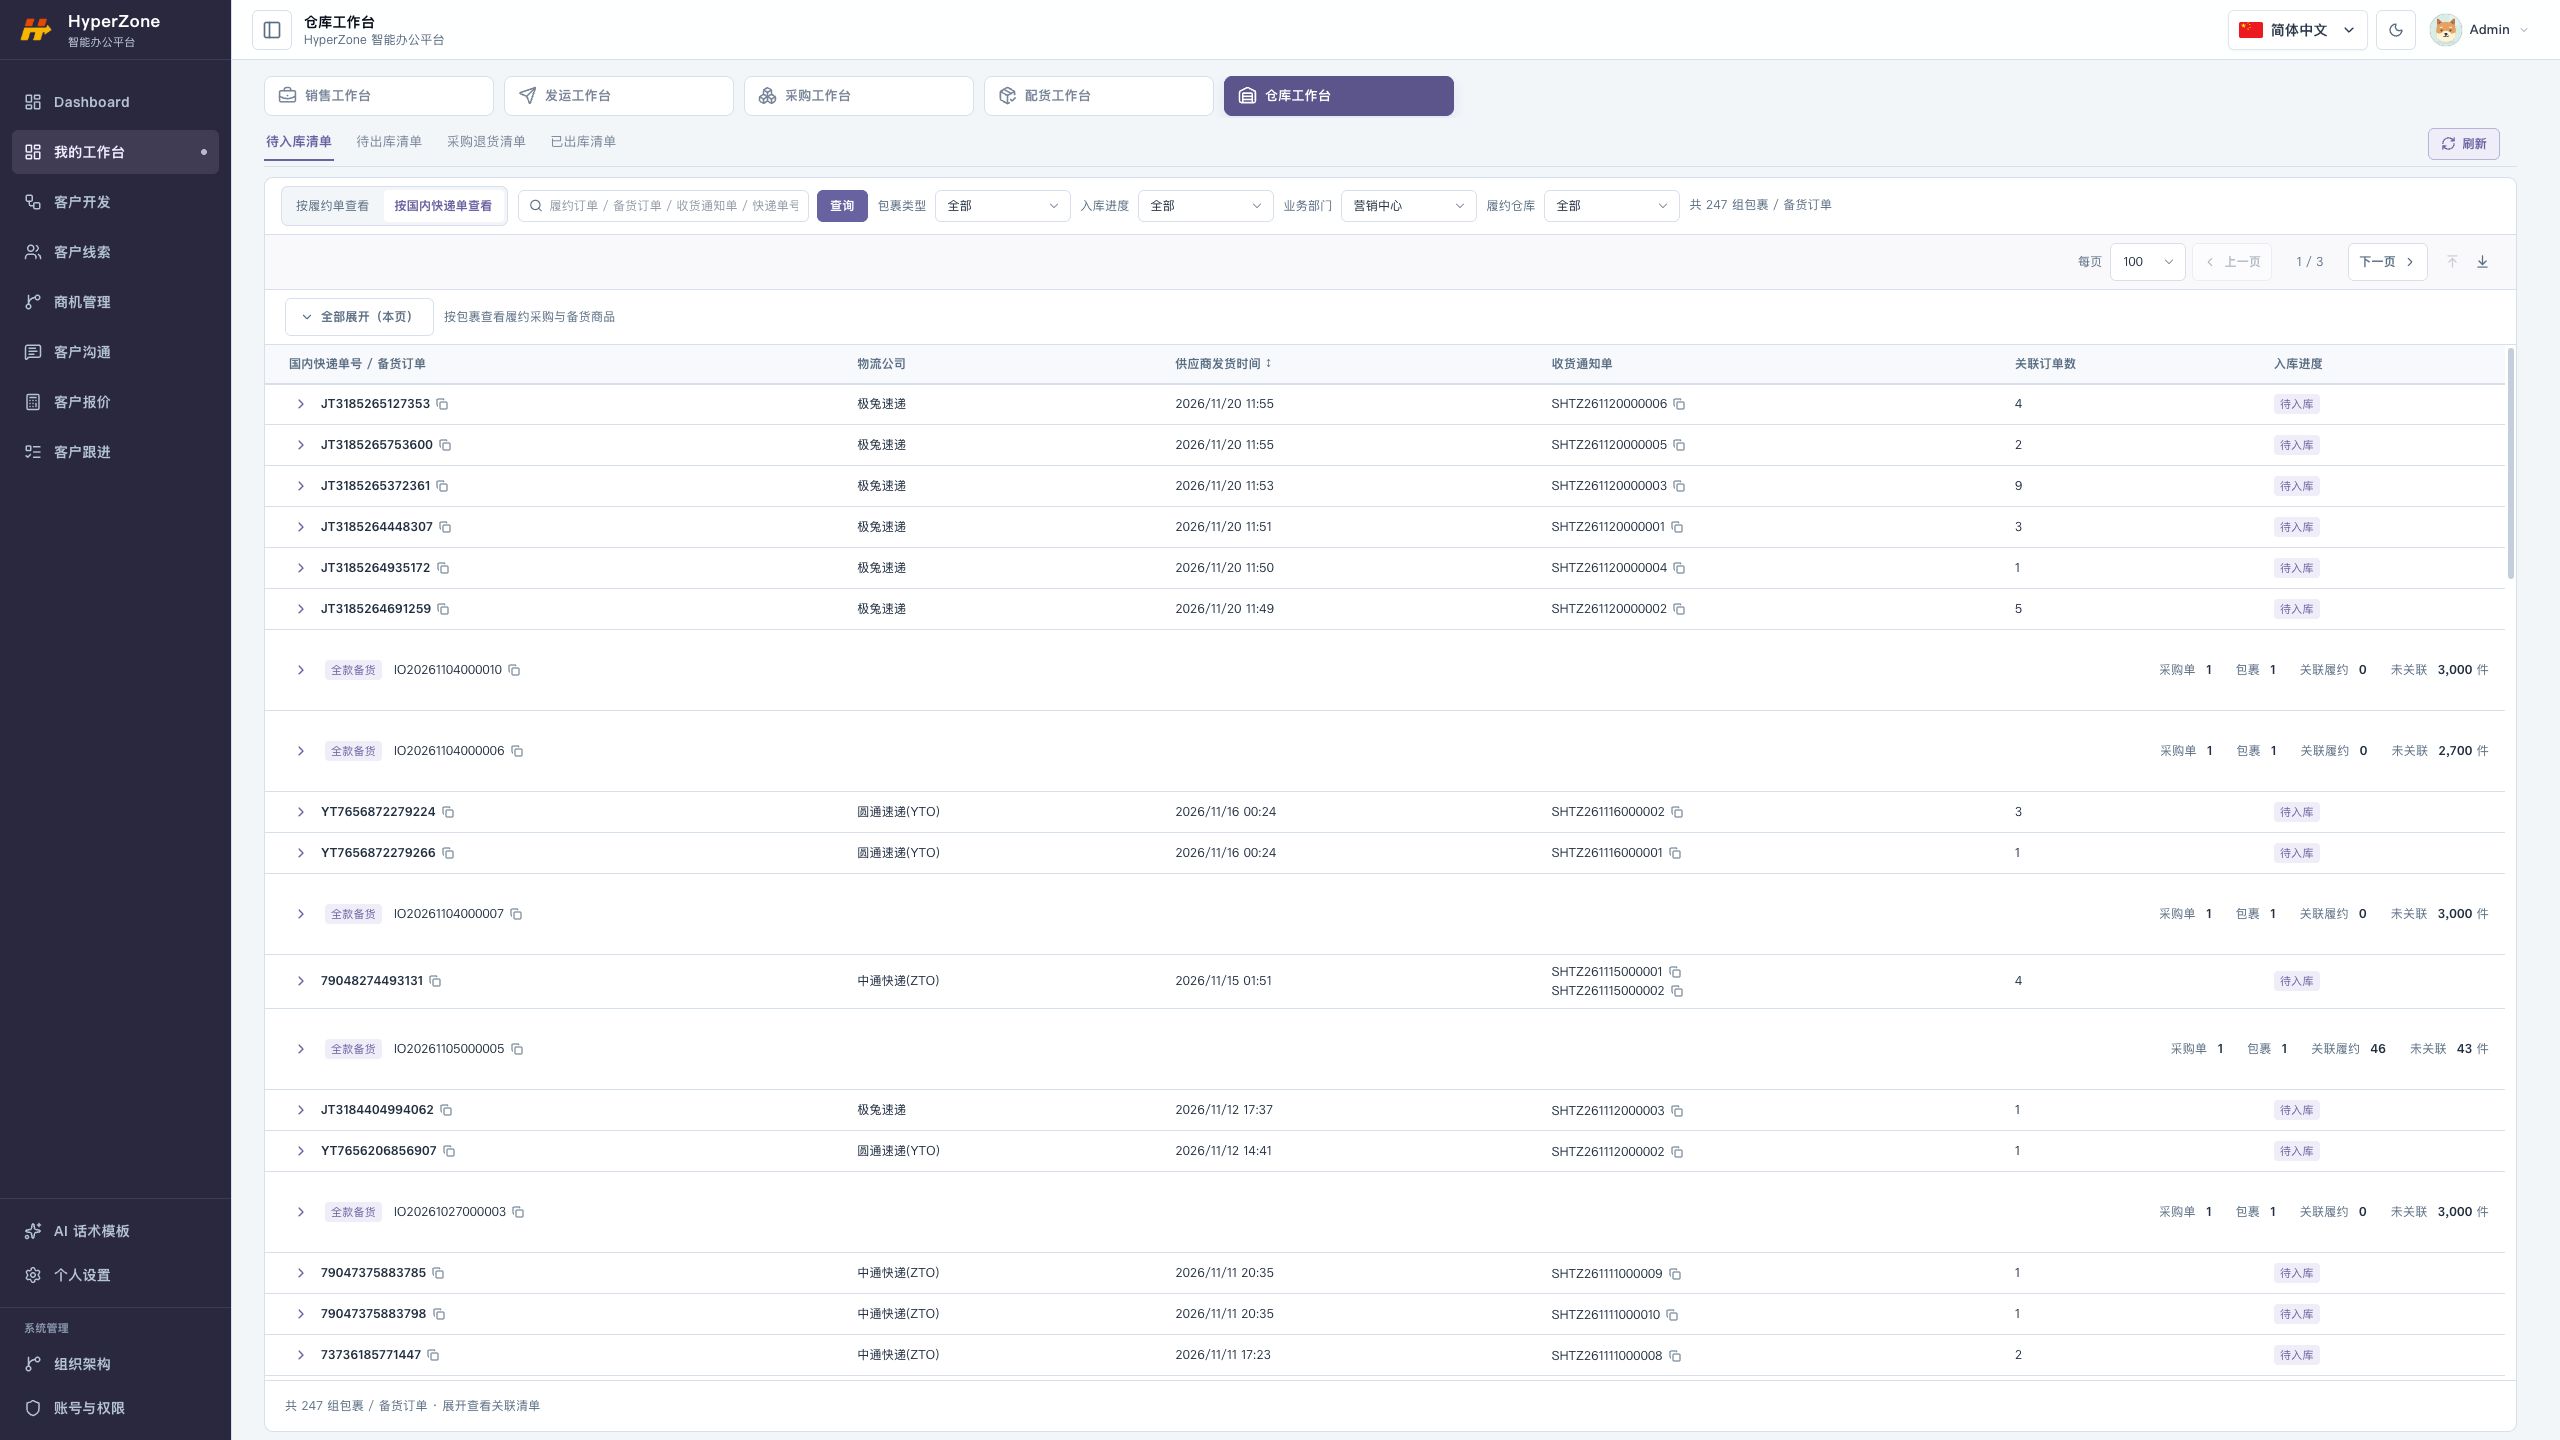 HyperZone
智能办公平台
Dashboard
我的工作台
客户开发
客户线索
商机管理
客户沟通
客户报价
客户跟进
AI 话术模板
个人设置
系统管理
组织架构
账号与权限
仓库工作台
HyperZone 智能办公平台
简体中文
Admin
销售工作台 发运工作台 采购工作台 配货工作台 仓库工作台
待入库清单 待出库清单 采购退货清单 已出库清单 刷新
按履约单查看 按国内快递单查看 履约订单 / 备货订单 / 收货通知单 / 快递单号 查询 包裹类型 全部 入库进度 全部 业务部门 营销中心 履约仓库 全部 共 247 组包裹 / 备货订单
每页 100 上一页 1 / 3 下一页
全部展开（本页） 按包裹查看履约采购与备货商品
国内快递单号 / 备货订单 物流公司 供应商发货时间 收货通知单 关联订单数 入库进度
JT3185265127353 极兔速递 2026/11/20 11:55 SHTZ261120000006 4 待入库
JT3185265753600 极兔速递 2026/11/20 11:55 SHTZ261120000005 2 待入库
JT3185265372361 极兔速递 2026/11/20 11:53 SHTZ261120000003 9 待入库
JT3185264448307 极兔速递 2026/11/20 11:51 SHTZ261120000001 3 待入库
JT3185264935172 极兔速递 2026/11/20 11:50 SHTZ261120000004 1 待入库
JT3185264691259 极兔速递 2026/11/20 11:49 SHTZ261120000002 5 待入库
全款备货 IO20261104000010 采购单 1 包裹 1 关联履约 0 未关联 3,000 件
全款备货 IO20261104000006 采购单 1 包裹 1 关联履约 0 未关联 2,700 件
YT7656872279224 圆通速递(YTO) 2026/11/16 00:24 SHTZ261116000002 3 待入库
YT7656872279266 圆通速递(YTO) 2026/11/16 00:24 SHTZ261116000001 1 待入库
全款备货 IO20261104000007 采购单 1 包裹 1 关联履约 0 未关联 3,000 件
79048274493131 中通快递(ZTO) 2026/11/15 01:51 SHTZ261115000001 4 待入库
SHTZ261115000002
全款备货 IO20261105000005 采购单 1 包裹 1 关联履约 46 未关联 43 件
JT3184404994062 极兔速递 2026/11/12 17:37 SHTZ261112000003 1 待入库
YT7656206856907 圆通速递(YTO) 2026/11/12 14:41 SHTZ261112000002 1 待入库
全款备货 IO20261027000003 采购单 1 包裹 1 关联履约 0 未关联 3,000 件
79047375883785 中通快递(ZTO) 2026/11/11 20:35 SHTZ261111000009 1 待入库
79047375883798 中通快递(ZTO) 2026/11/11 20:35 SHTZ261111000010 1 待入库
73736185771447 中通快递(ZTO) 2026/11/11 17:23 SHTZ261111000008 2 待入库
共 247 组包裹 / 备货订单 · 展开查看关联清单